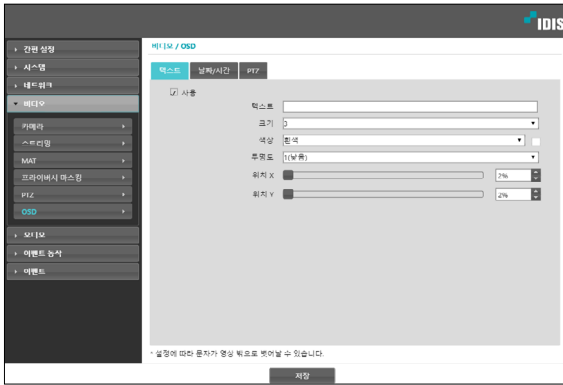 IDIS
비디오 / OSD
간편 설정
시스템
네트워크
비디오
카메라
스트리밍
MAT
프라이버시 마스킹
PTZ
OSD
오디오
이벤트 동작
이벤트
텍스트 날짜/시간 PTZ
사용
텍스트
크기 3
색상 흰색
투명도 1(낮음)
위치 X 2%
위치 Y 2%
* 설정에 따라 문자가 영상 밖으로 벗어날 수 있습니다.
저장